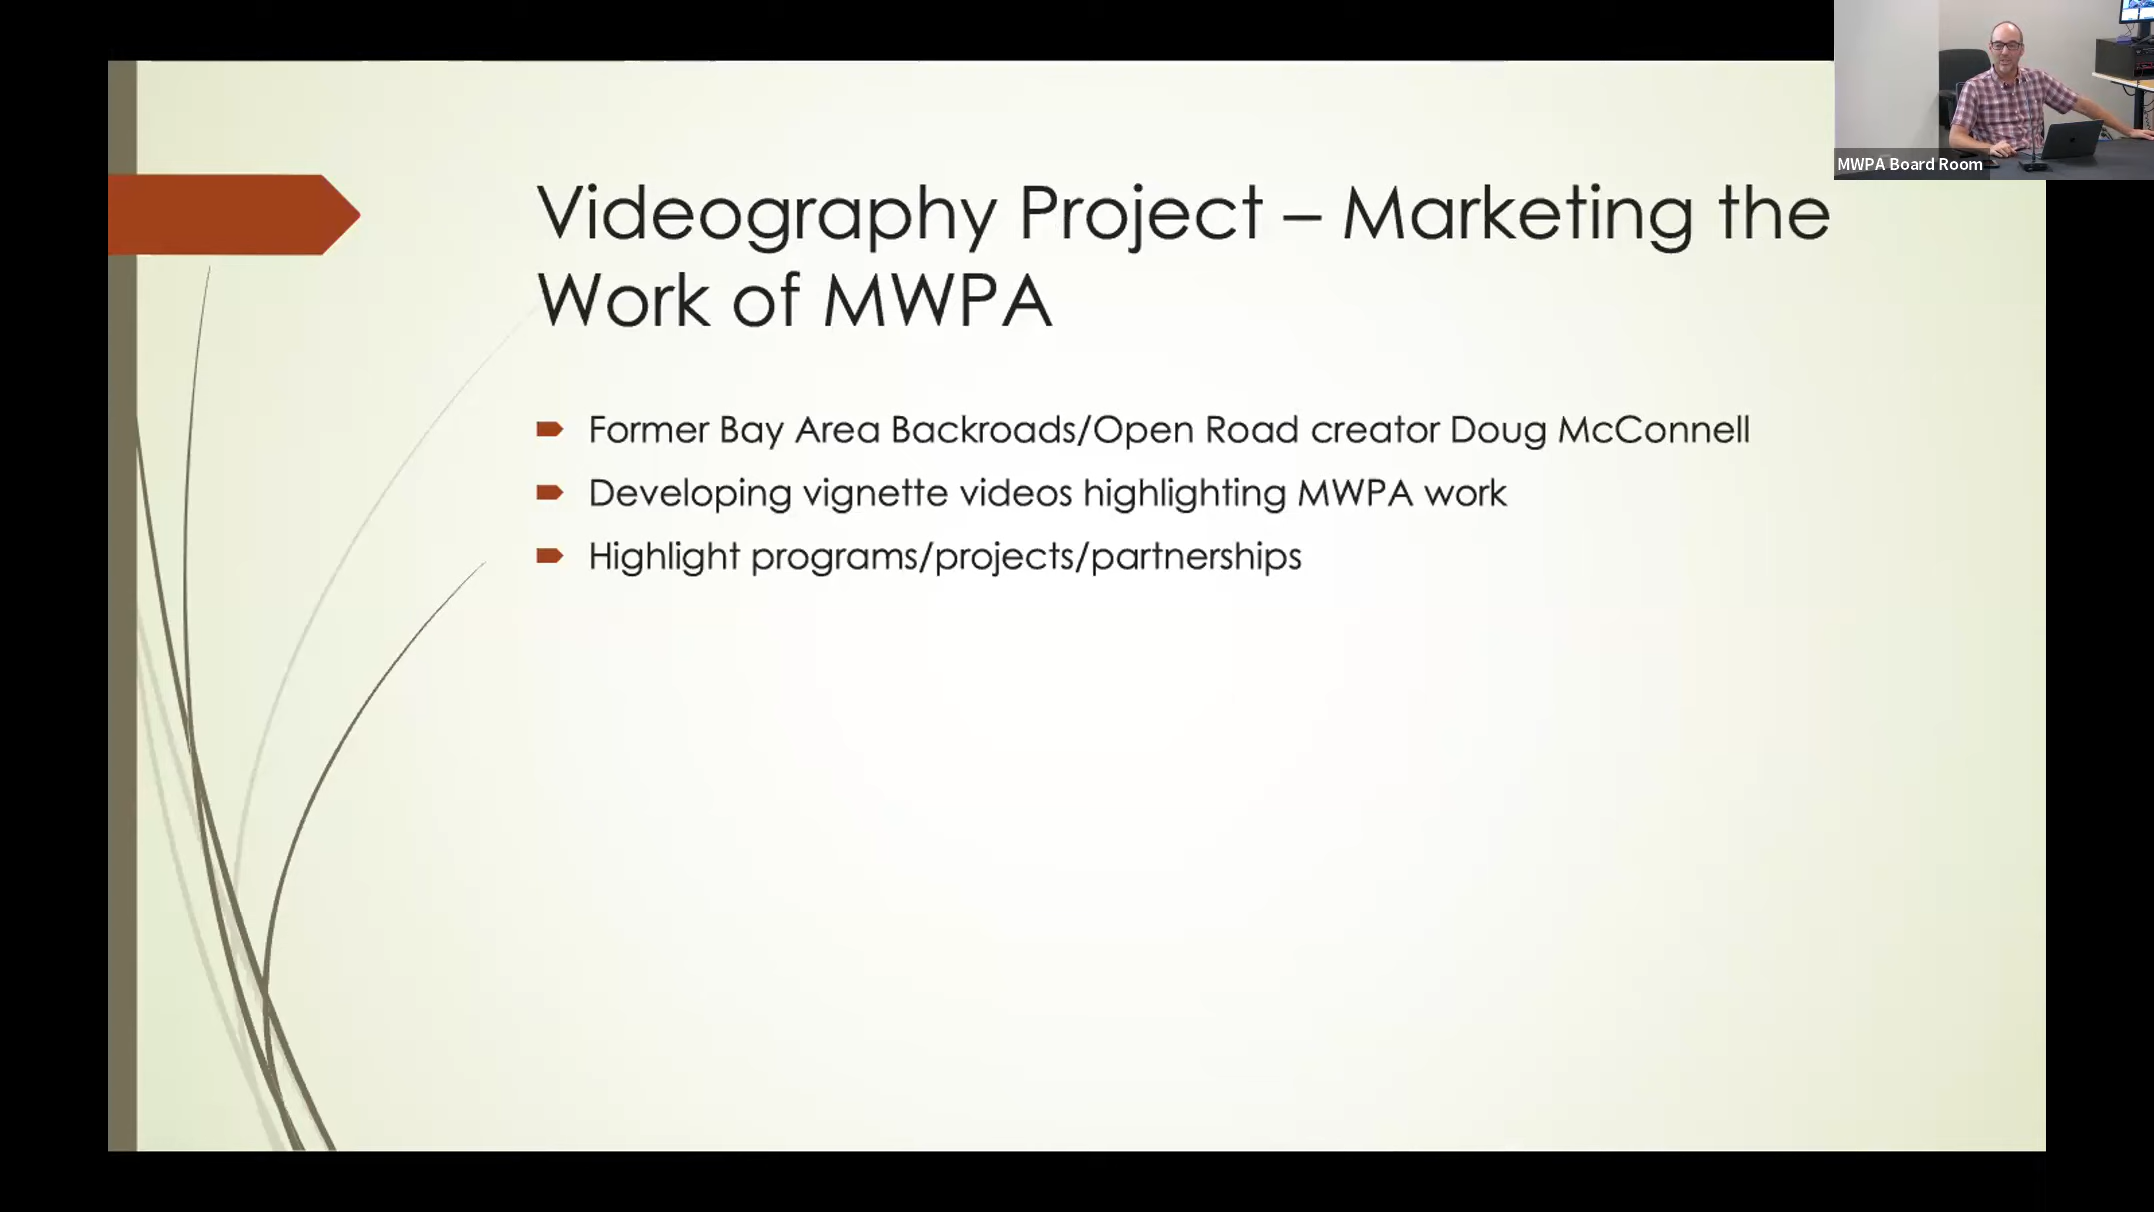 MWPA Board Room
Videography Project – Marketing the
Work of MWPA
Former Bay Area Backroads/Open Road creator Doug McConnell
Developing vignette videos highlighting MWPA work
Highlight programs/projects/partnerships